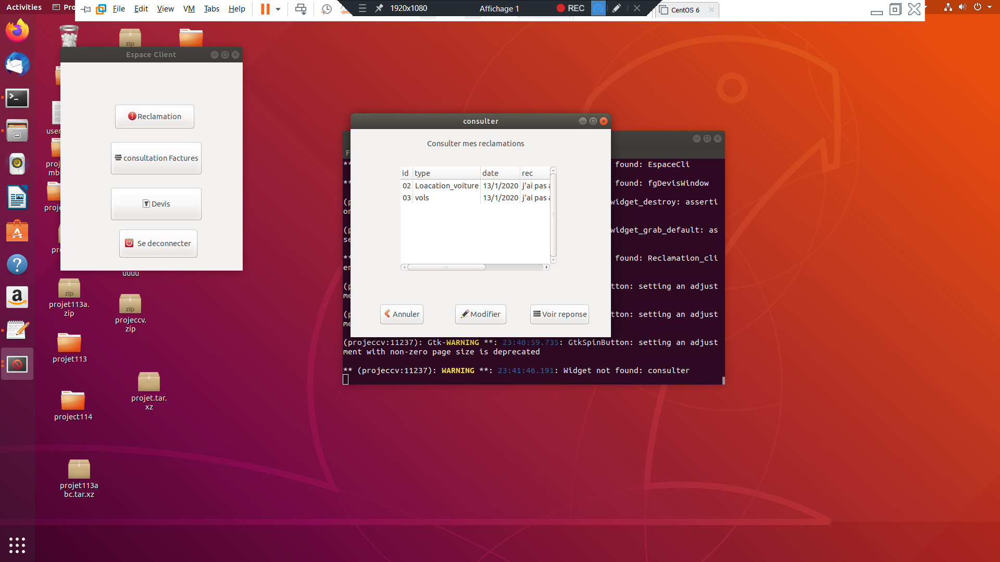 Activities
Pro
File Edit View VM Tabs Help
1920x1080
Affichage 1
REC
CentOS 6
zip
Espace Client
Reclamation
consultation Factures
Devis
Se deconnecter
user
proj
mb
proje
pr
uuuu
projet113a.
zip
zip
projeccv.
zip
zip
projet113
projet.tar.
xz
project114
projet113a
bc.tar.xz
consulter
Consulter mes reclamations
id type date rec
02 Loacation_voiture 13/1/2020 j'ai pas a
03 vols 13/1/2020 j'ai pas a
Annuler
Modifier
Voir reponse
F
** found: EspaceCli
** found: fgDevisWindow
(p widget_destroy: asserti
on
(p widget_grab_default: as
se
** found: Reclamation_cli
en
(p tton: setting an adjust
me
(p tton: setting an adjust
me
(projeccv:11237): Gtk-WARNING **: 23:40:59.735: GtkSpinButton: setting an adjust
ment with non-zero page size is deprecated
** (projeccv:11237): WARNING **: 23:41:46.191: Widget not found: consulter